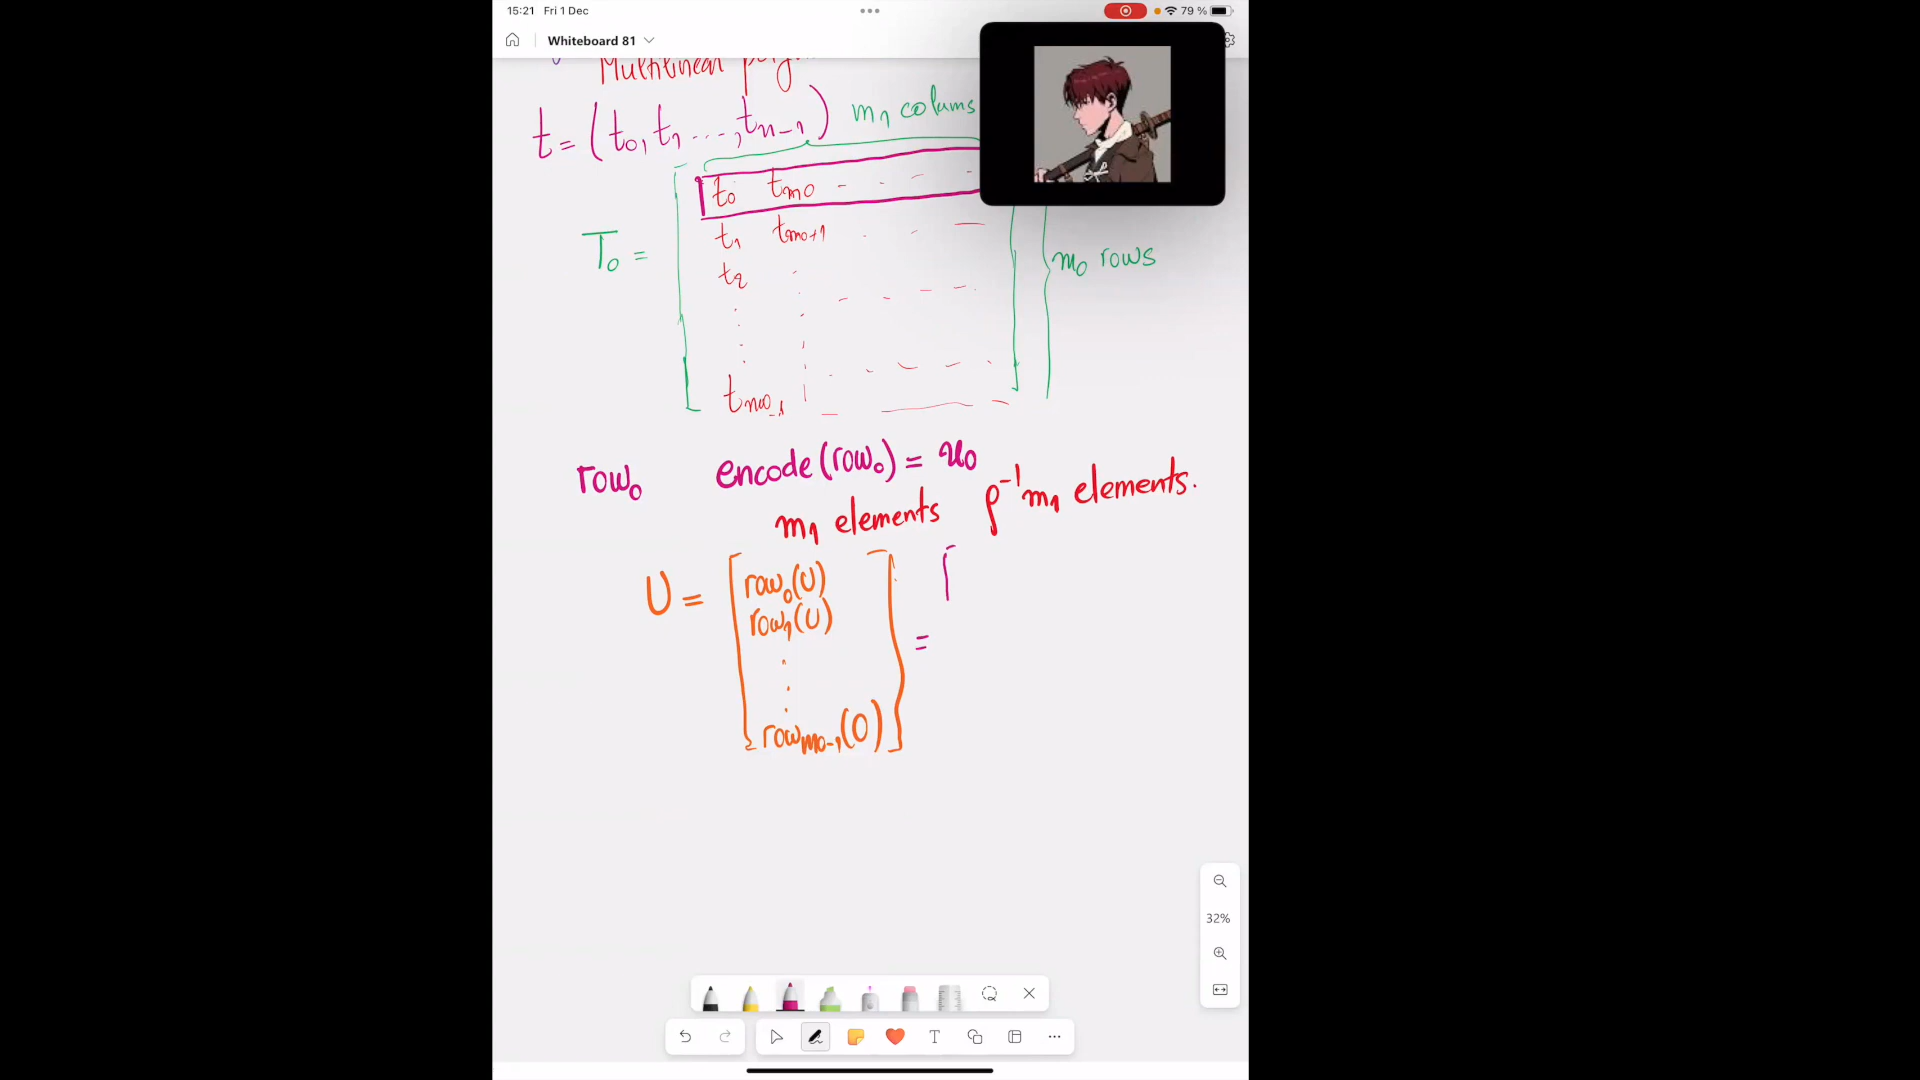 15:21 Fri 1 Dec 79 %
Whiteboard 81
Multilinear
t = (t₀, t₁ ..., tₙ₋₁) m₁ colums
t₀ tₘ₀ - . - -
T₀ = t₁ tₘ₀₊₁ . - — m₀ rows
t₂
tₘ₀₋₁
row₀ encode(row₀) = u₀
m₁ elements ρ⁻¹m₁ elements.
U = [ row₀(U) ] = [
row₁(U)
rowₘ₀₋₁(U)
32%